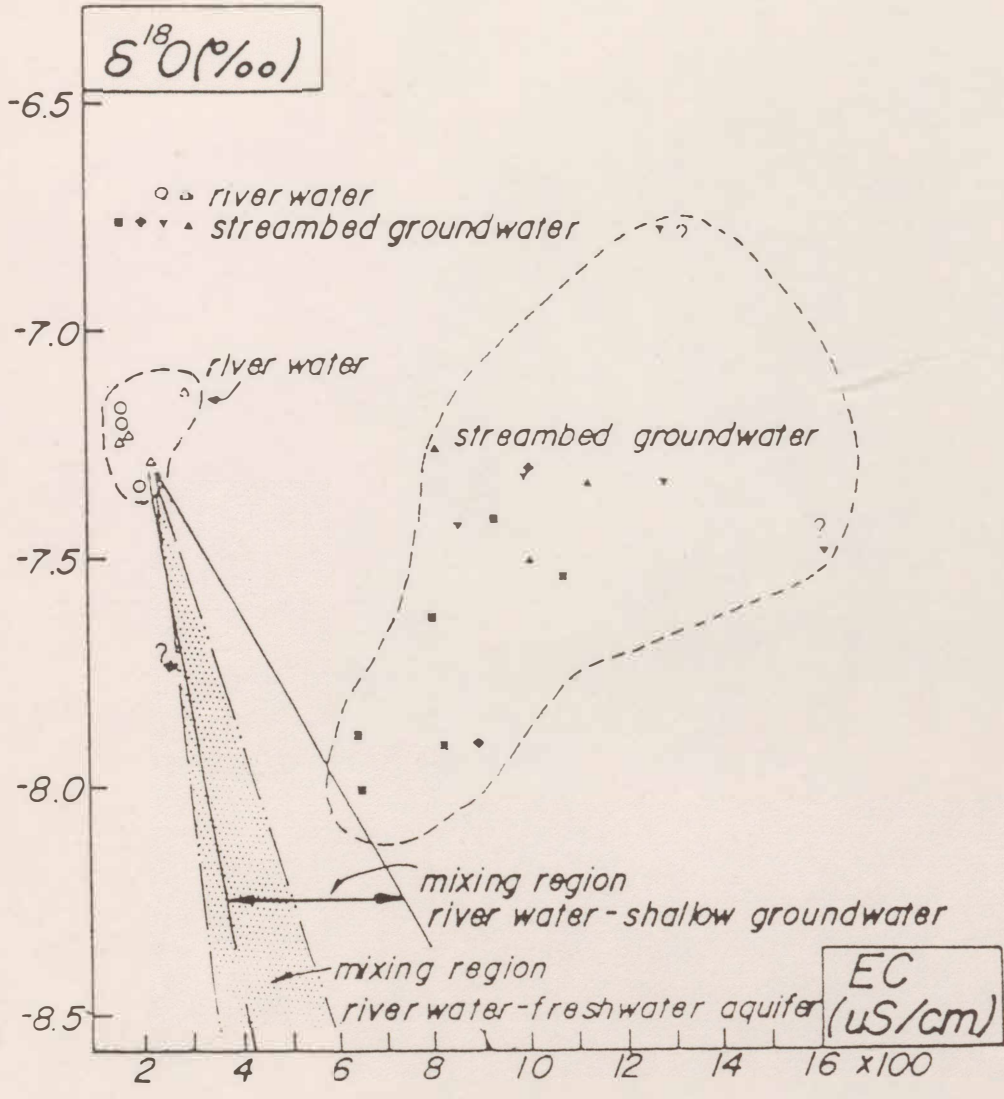 δ¹⁸O(‰)
-6.5
river water
streambed groundwater
?
-7.0
river water
streambed groundwater
?
-7.5
?
-8.0
mixing region
river water-shallow groundwater
mixing region
river water-freshwater aquifer
EC
(uS/cm)
-8.5
2 4 6 8 10 12 14 16 x100